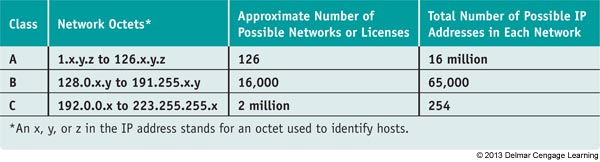 Class Network Octets* Approximate Number of Possible Networks or Licenses Total Number of Possible IP Addresses in Each Network
A 1.x.y.z to 126.x.y.z 126 16 million
B 128.0.x.y to 191.255.x.y 16,000 65,000
C 192.0.0.x to 223.255.255.x 2 million 254
*An x, y, or z in the IP address stands for an octet used to identify hosts.
© 2013 Delmar Cengage Learning